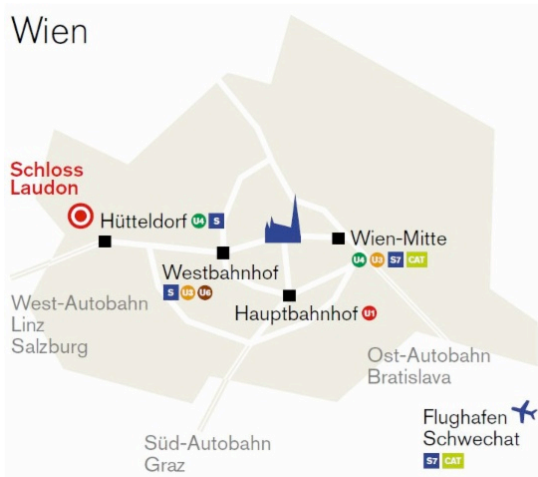 Wien
Schloss
Laudon
Hütteldorf U4 S
Wien-Mitte
U4 U3 S7 CAT
Westbahnhof
S U3 U6
Hauptbahnhof U1
West-Autobahn
Linz
Salzburg
Ost-Autobahn
Bratislava
Flughafen
Schwechat
S7 CAT
Süd-Autobahn
Graz